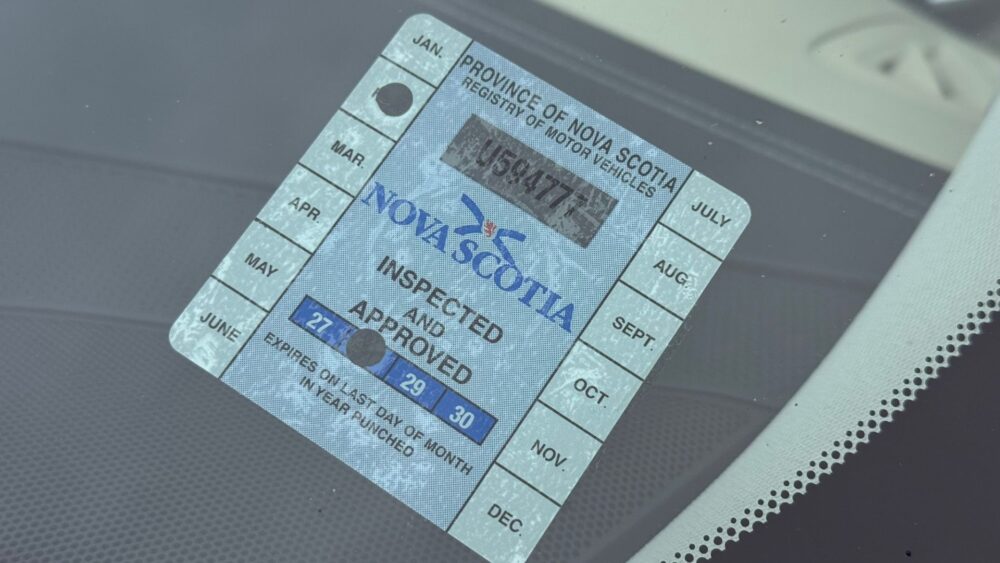 JAN.
MAR.
APR.
MAY
JUNE
PROVINCE OF NOVA SCOTIA
REGISTRY OF MOTOR VEHICLES
U594777
NOVA SCOTIA
INSPECTED
AND
APPROVED
27 29 30
EXPIRES ON LAST DAY OF MONTH
IN YEAR PUNCHED
JULY
AUG.
SEPT.
OCT.
NOV.
DEC.